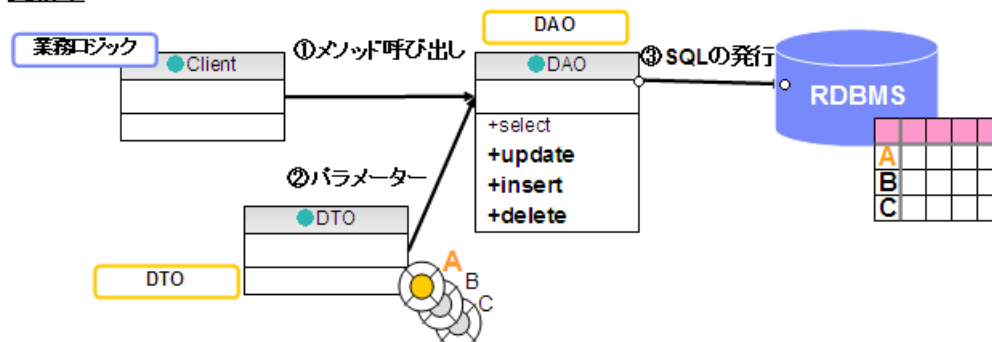 業務ロジック
Client
①メソッド呼び出し
DAO
DAO
③SQLの発行
RDBMS
+select
+update
+insert
+delete
②パラメーター
DTO
DTO
A
B
C
A
B
C